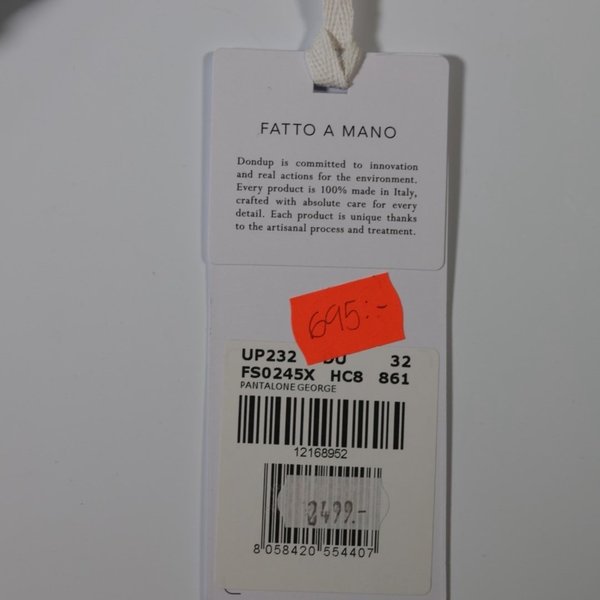 FATTO A MANO
Dondup is committed to innovation
and real actions for the environment.
Every product is 100% made in Italy,
crafted with absolute care for every
detail. Each product is unique thanks
to the artisanal process and treatment.
695:-
UP232 DU 32
FS0245X HC8 861
PANTALONE GEORGE
12168952
2499.-
8 058420 554407